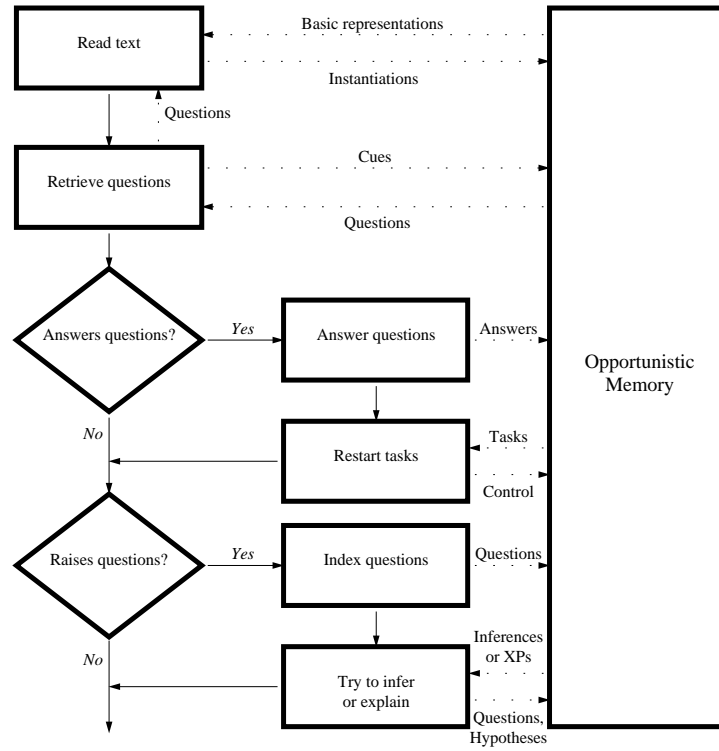 Basic representations
Read text
Instantiations
Questions
Cues
Retrieve questions
Questions
Answers questions?
Yes
Answer questions
Answers
Opportunistic
Memory
No
Tasks
Restart tasks
Control
Raises questions?
Yes
Index questions
Questions
Inferences
or XPs
No
Try to infer
or explain
Questions,
Hypotheses